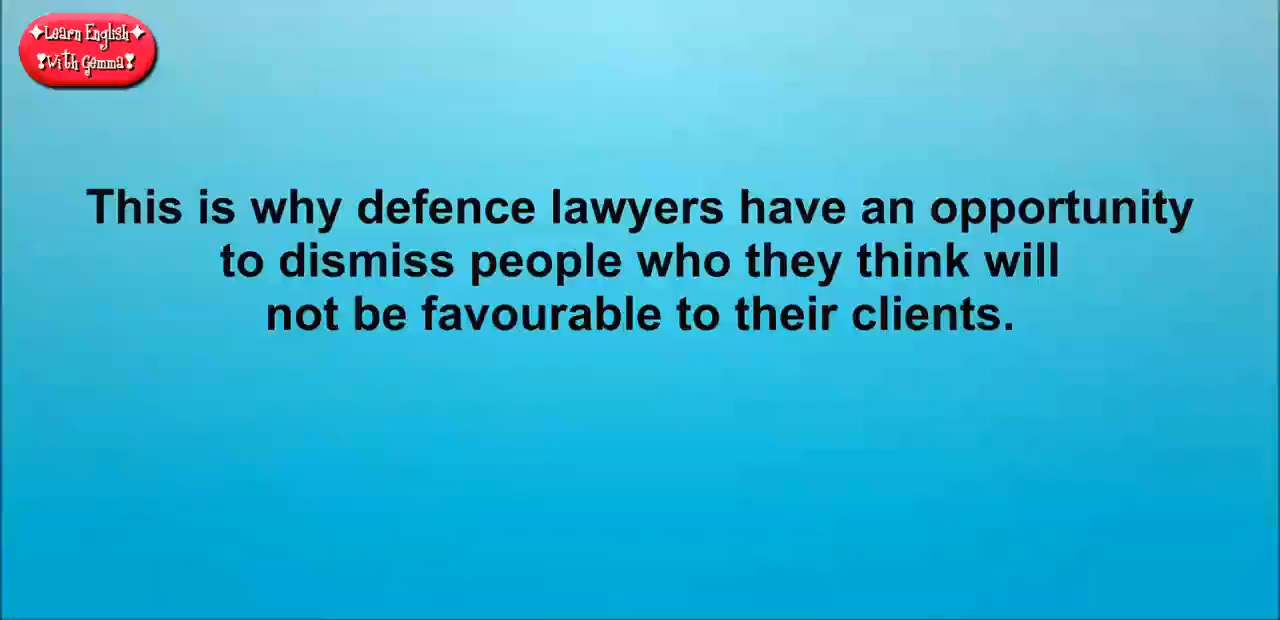 Learn English
With Gemma
This is why defence lawyers have an opportunity
to dismiss people who they think will
not be favourable to their clients.